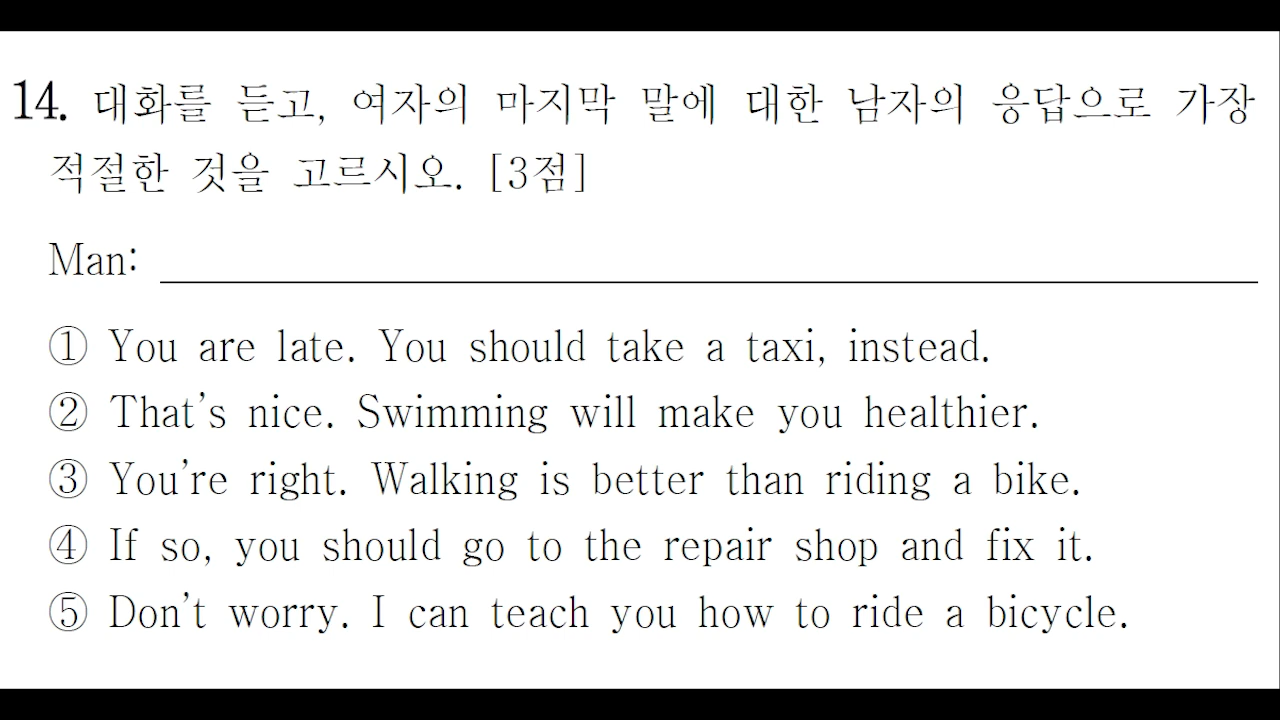 14. 대화를 듣고, 여자의 마지막 말에 대한 남자의 응답으로 가장
적절한 것을 고르시오. [3점]
Man:
① You are late. You should take a taxi, instead.
② That’s nice. Swimming will make you healthier.
③ You’re right. Walking is better than riding a bike.
④ If so, you should go to the repair shop and fix it.
⑤ Don’t worry. I can teach you how to ride a bicycle.